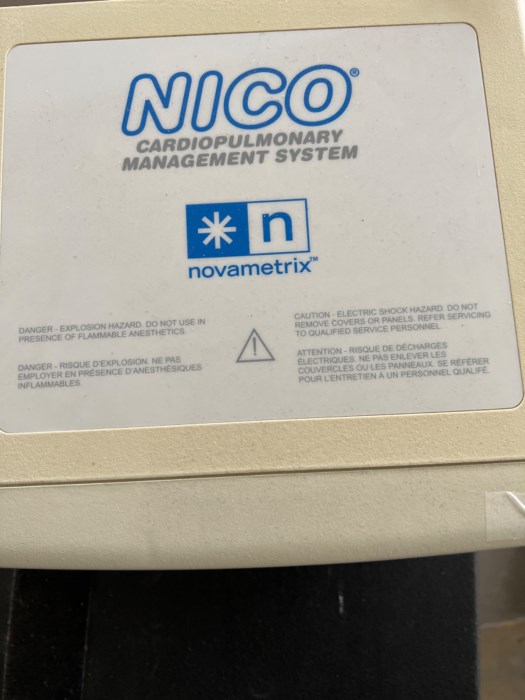 NICO®
CARDIOPULMONARY
MANAGEMENT SYSTEM
n
novametrix™
DANGER - EXPLOSION HAZARD. DO NOT USE IN
PRESENCE OF FLAMMABLE ANESTHETICS.
DANGER - RISQUE D'EXPLOSION. NE PAS
EMPLOYER EN PRÉSENCE D'ANESTHÉSIQUES
INFLAMMABLES.
CAUTION - ELECTRIC SHOCK HAZARD. DO NOT
REMOVE COVERS OR PANELS. REFER SERVICING
TO QUALIFIED SERVICE PERSONNEL.
ATTENTION - RISQUE DE DÉCHARGES
ÉLECTRIQUES. NE PAS ENLEVER LES
COUVERCLES OU LES PANNEAUX. SE RÉFÉRER
POUR L'ENTRETIEN À UN PERSONNEL QUALIFÉ.